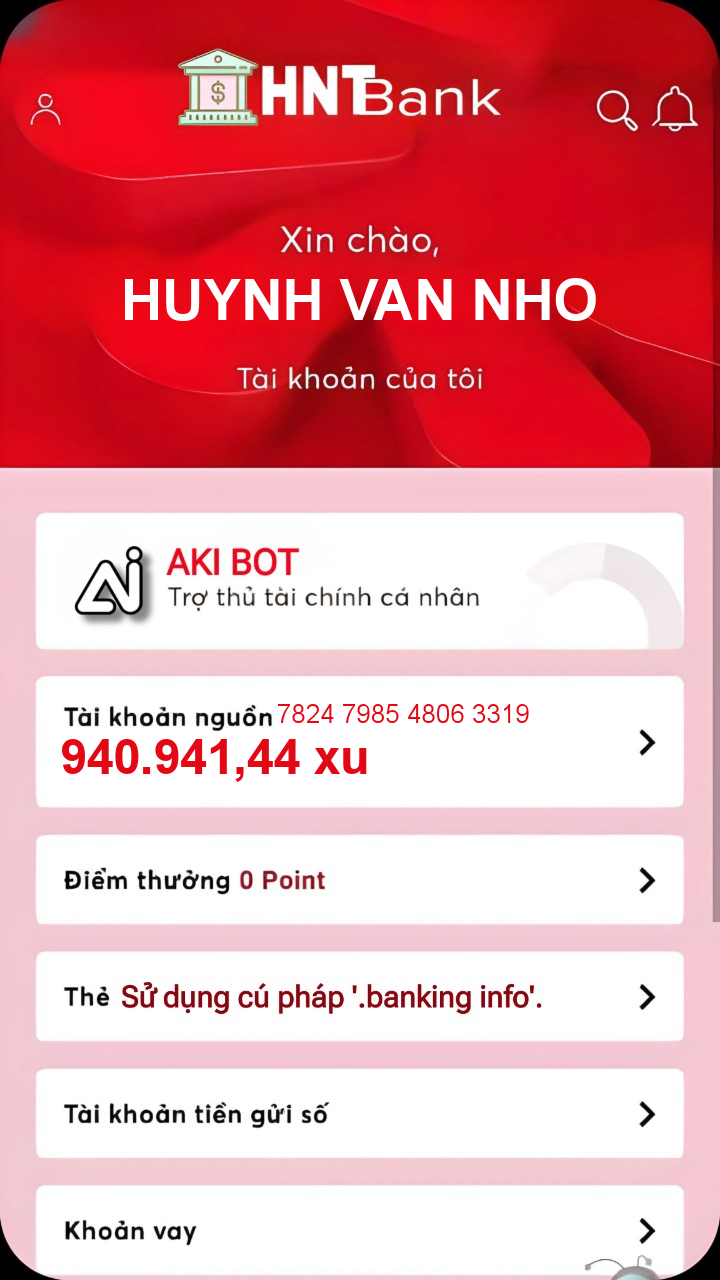 HNTBank
Xin chào,
HUYNH VAN NHO
Tài khoản của tôi
AKI BOT
Trợ thủ tài chính cá nhân
Tài khoản nguồn 7824 7985 4806 3319
940.941,44 xu
Điểm thưởng 0 Point
Thẻ Sử dụng cú pháp '.banking info'.
Tài khoản tiền gửi số
Khoản vay